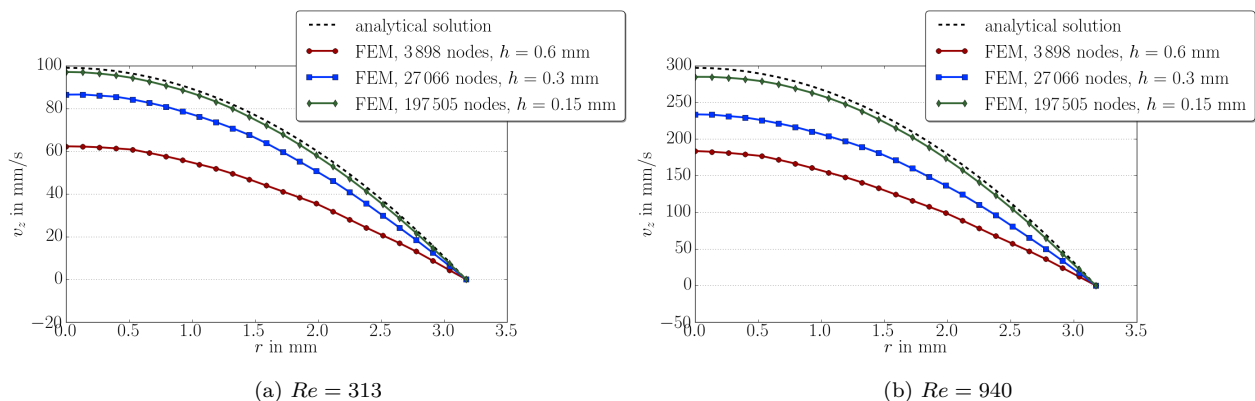 analytical solution
FEM, 3 898 nodes, h = 0.6 mm
FEM, 27 066 nodes, h = 0.3 mm
FEM, 197 505 nodes, h = 0.15 mm
100
80
60
40
20
0
−20
v_z in mm/s
0.0 0.5 1.0 1.5 2.0 2.5 3.0 3.5
r in mm
(a) Re = 313
analytical solution
FEM, 3 898 nodes, h = 0.6 mm
FEM, 27 066 nodes, h = 0.3 mm
FEM, 197 505 nodes, h = 0.15 mm
300
250
200
150
100
50
0
−50
v_z in mm/s
0.0 0.5 1.0 1.5 2.0 2.5 3.0 3.5
r in mm
(b) Re = 940